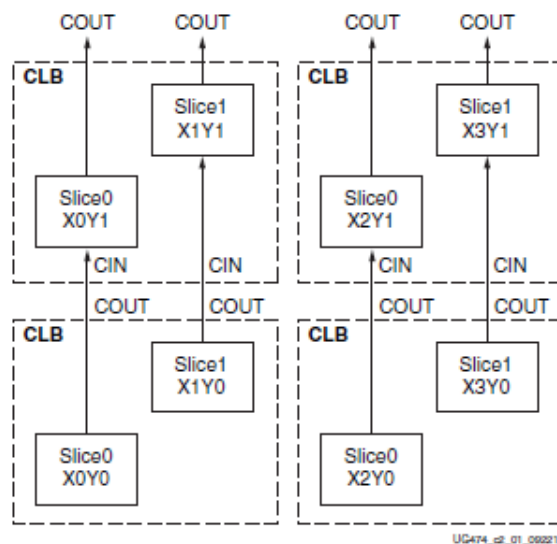 COUT COUT COUT COUT
CLB CLB
Slice1
X1Y1
Slice1
X3Y1
Slice0
X0Y1
Slice0
X2Y1
CIN CIN CIN CIN
COUT COUT COUT COUT
CLB CLB
Slice1
X1Y0
Slice1
X3Y0
Slice0
X0Y0
Slice0
X2Y0